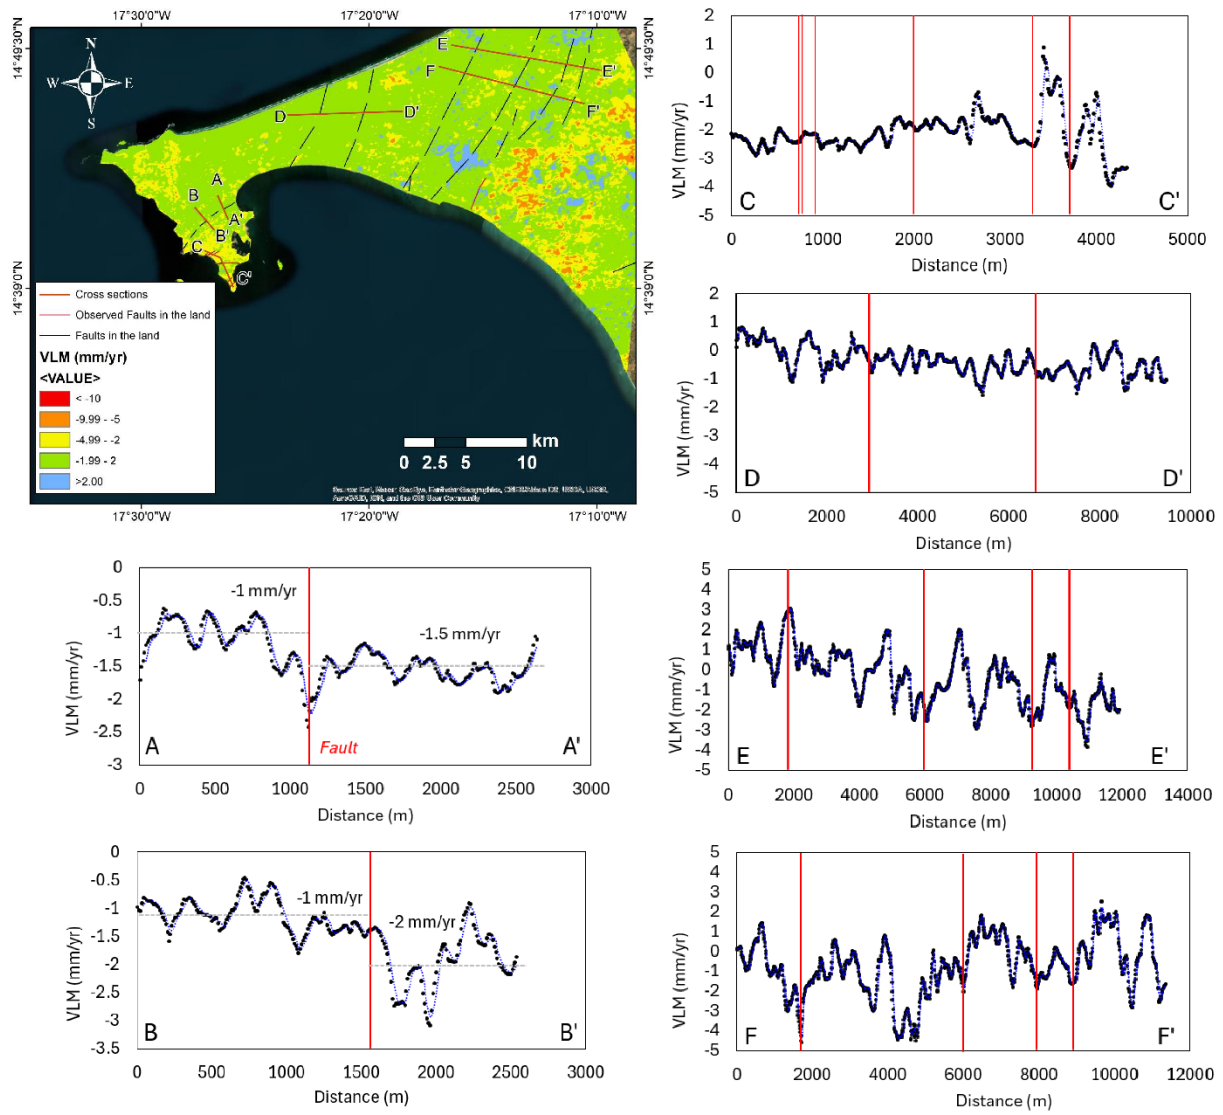 17°30'0"W 17°20'0"W 17°10'0"W
14°49'30"N
14°39'0"N
14°49'30"N
14°39'0"N
N
W E
S
E
E'
F
F'
D D'
A
A'
B
B'
C
C'
Cross sections
Observed Faults in the land
Faults in the land
VLM (mm/yr)
<VALUE>
< -10
-9.99 - -5
-4.99 - -2
-1.99 - 2
>2.00
km
0 2.5 5 10
17°30'0"W 17°20'0"W 17°10'0"W
VLM (mm/yr)
2
1
0
-1
-2
-3
-4
-5
C C'
0 1000 2000 3000 4000 5000
Distance (m)
VLM (mm/yr)
2
1
0
-1
-2
-3
-4
-5
D D'
0 2000 4000 6000 8000 10000
Distance (m)
VLM (mm/yr)
0
-0.5
-1
-1.5
-2
-2.5
-3
-1 mm/yr
-1.5 mm/yr
Fault
A A'
0 500 1000 1500 2000 2500 3000
Distance (m)
VLM (mm/yr)
5
4
3
2
1
0
-1
-2
-3
-4
-5
E E'
0 2000 4000 6000 8000 10000 12000 14000
Distance (m)
VLM (mm/yr)
0
-0.5
-1
-1.5
-2
-2.5
-3
-3.5
-1 mm/yr
-2 mm/yr
B B'
0 500 1000 1500 2000 2500 3000
Distance (m)
VLM (mm/yr)
5
4
3
2
1
0
-1
-2
-3
-4
-5
F F'
0 2000 4000 6000 8000 10000 12000
Distance (m)